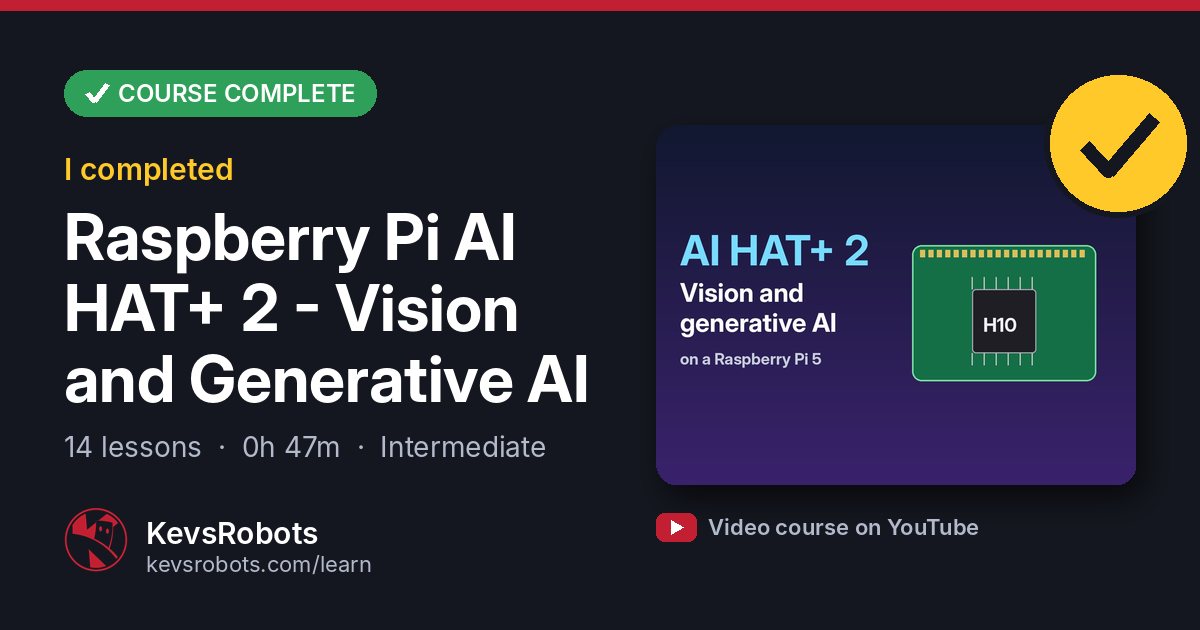 COURSE COMPLETE
I completed
Raspberry Pi AI
HAT+ 2 - Vision
and Generative AI
14 lessons · 0h 47m · Intermediate
KevsRobots
kevsrobots.com/learn
AI HAT+ 2
Vision and
generative AI
on a Raspberry Pi 5
H10
Video course on YouTube